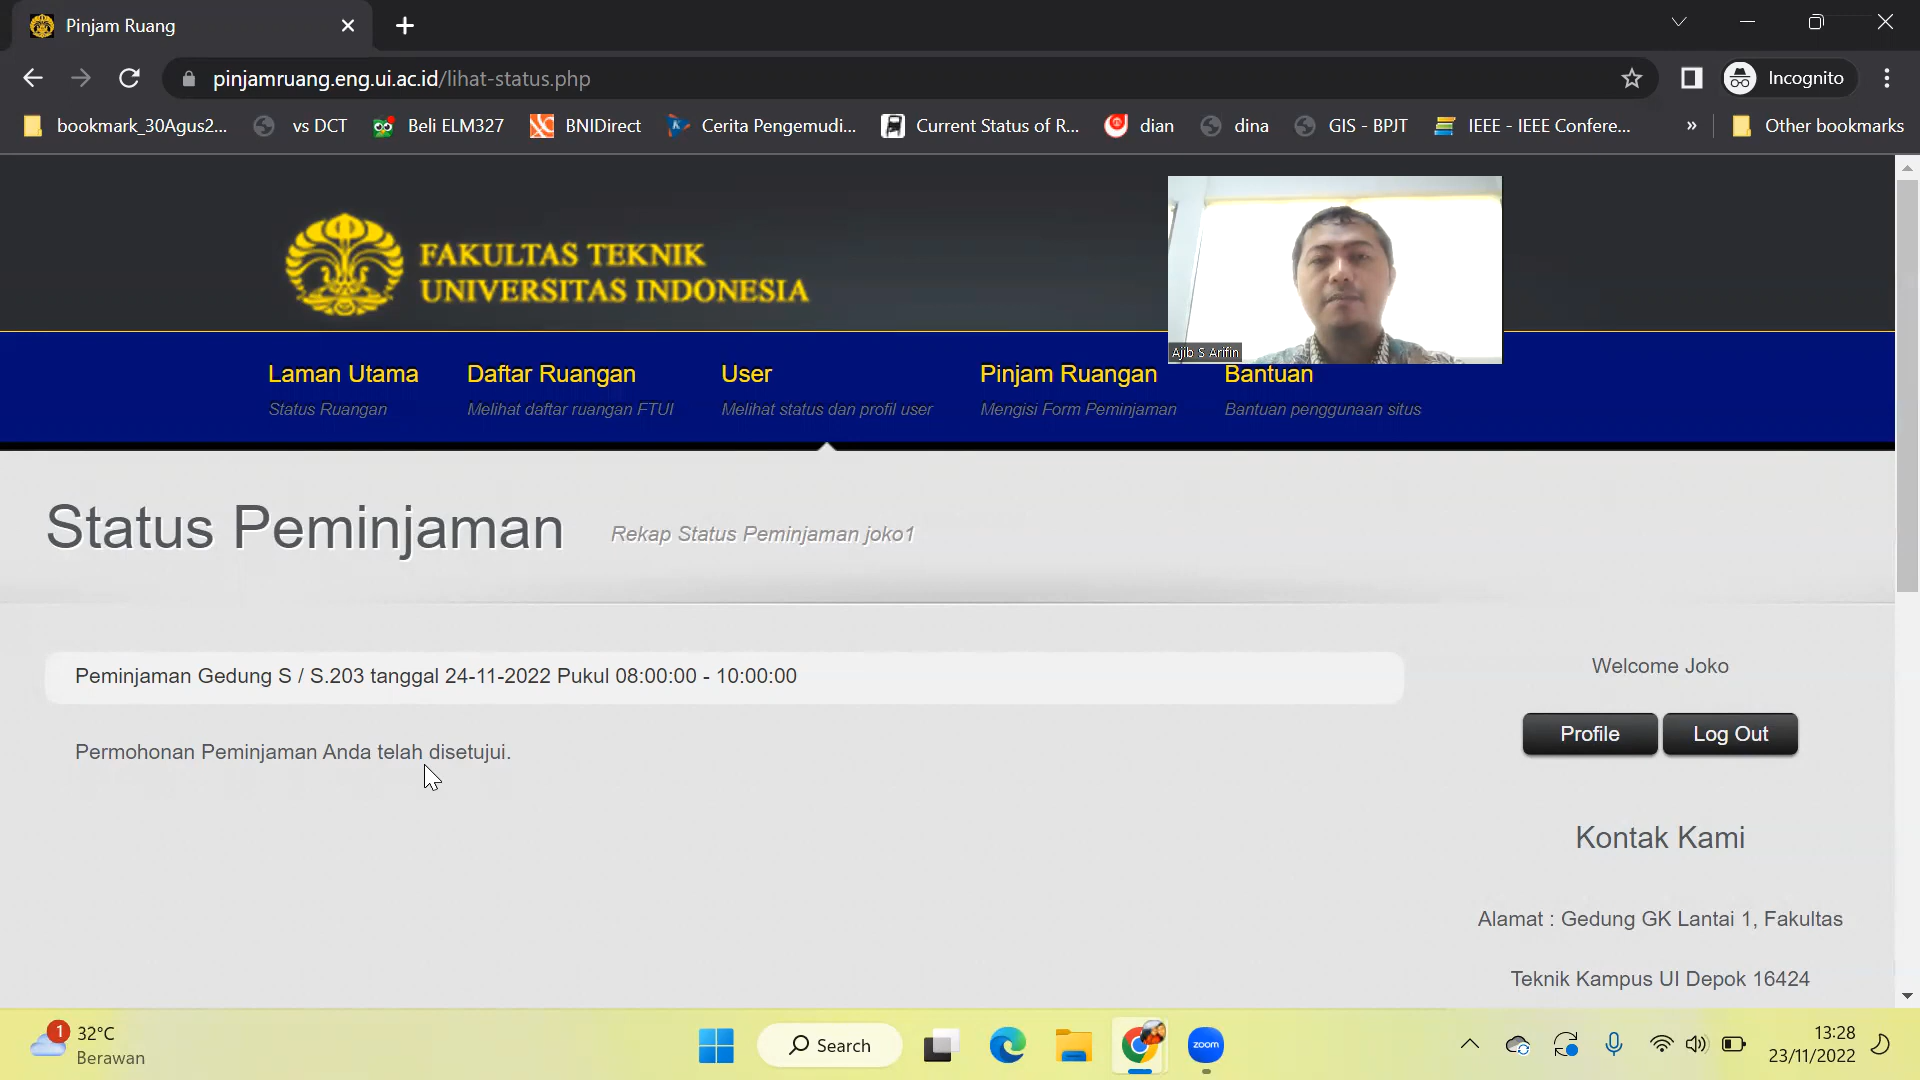 Pinjam Ruang
pinjamruang.eng.ui.ac.id/lihat-status.php
Incognito
bookmark_30Agus2...
vs DCT
Beli ELM327
BNIDirect
Cerita Pengemudi...
Current Status of R...
dian
dina
GIS - BPJT
IEEE - IEEE Confere...
»
Other bookmarks
FAKULTAS TEKNIK
UNIVERSITAS INDONESIA
Ajib S Arifin
Laman Utama
Status Ruangan
Daftar Ruangan
Melihat daftar ruangan FTUI
User
Melihat status dan profil user
Pinjam Ruangan
Mengisi Form Peminjaman
Bantuan
Bantuan penggunaan situs
Status Peminjaman
Rekap Status Peminjaman joko1
Peminjaman Gedung S / S.203 tanggal 24-11-2022 Pukul 08:00:00 - 10:00:00
Permohonan Peminjaman Anda telah disetujui.
Welcome Joko
Profile
Log Out
Kontak Kami
Alamat : Gedung GK Lantai 1, Fakultas
Teknik Kampus UI Depok 16424
1
32°C
Berawan
Search
zoom
13:28
23/11/2022